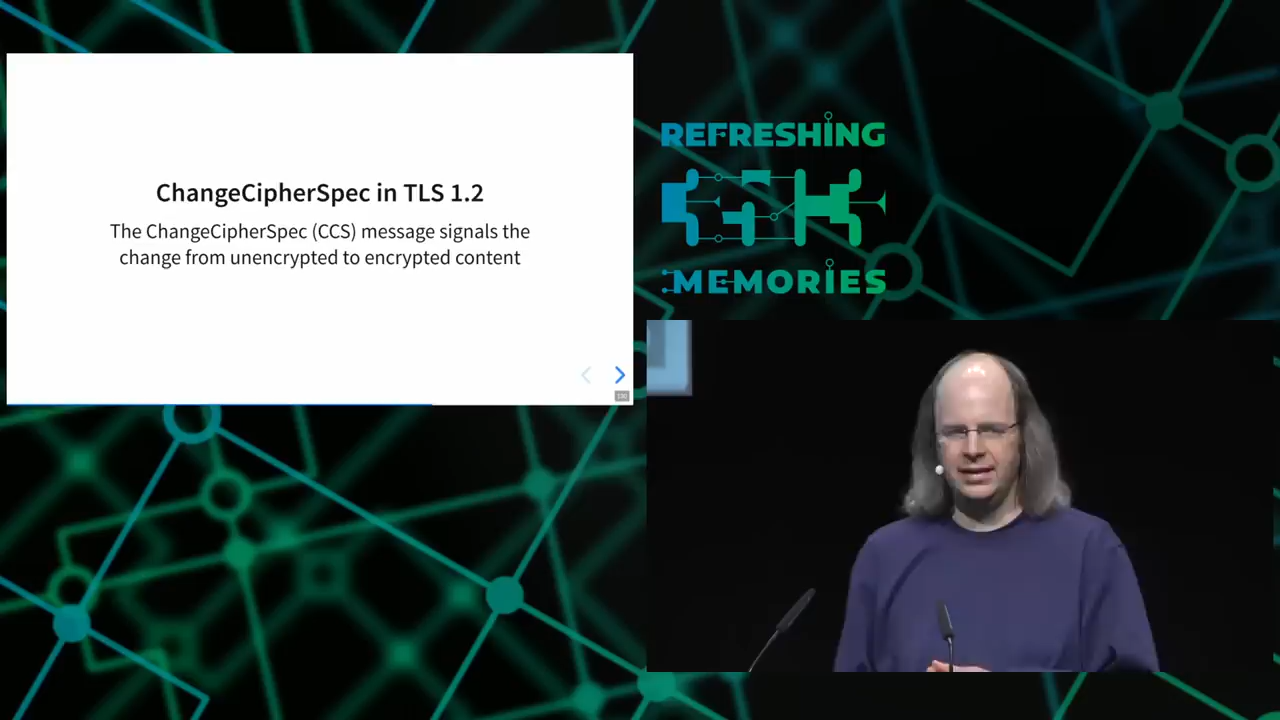 ChangeCipherSpec in TLS 1.2
The ChangeCipherSpec (CCS) message signals the
change from unencrypted to encrypted content
REFRESHING
MEMORIES